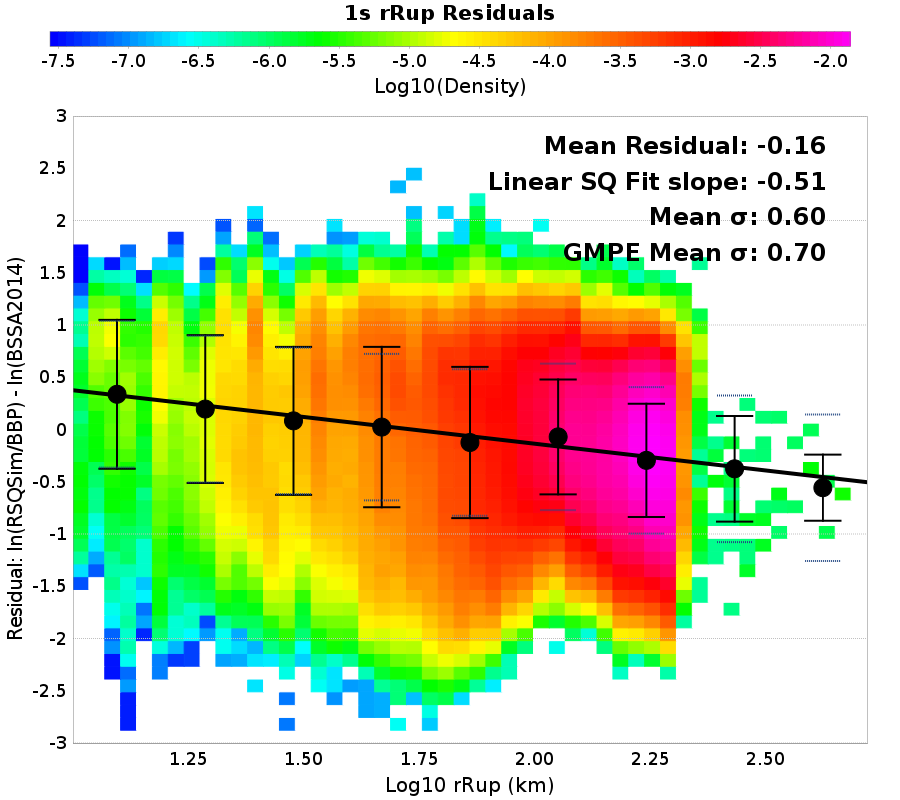 1s rRup Residuals
-7.5 -7.0 -6.5 -6.0 -5.5 -5.0 -4.5 -4.0 -3.5 -3.0 -2.5 -2.0
Log10(Density)
Mean Residual: -0.16
Linear SQ Fit slope: -0.51
Mean σ: 0.60
GMPE Mean σ: 0.70
Residual: ln(RSQSim/BBP) - ln(BSSA2014)
3
2.5
2
1.5
1
0.5
0
-0.5
-1
-1.5
-2
-2.5
-3
1.25 1.50 1.75 2.00 2.25 2.50
Log10 rRup (km)